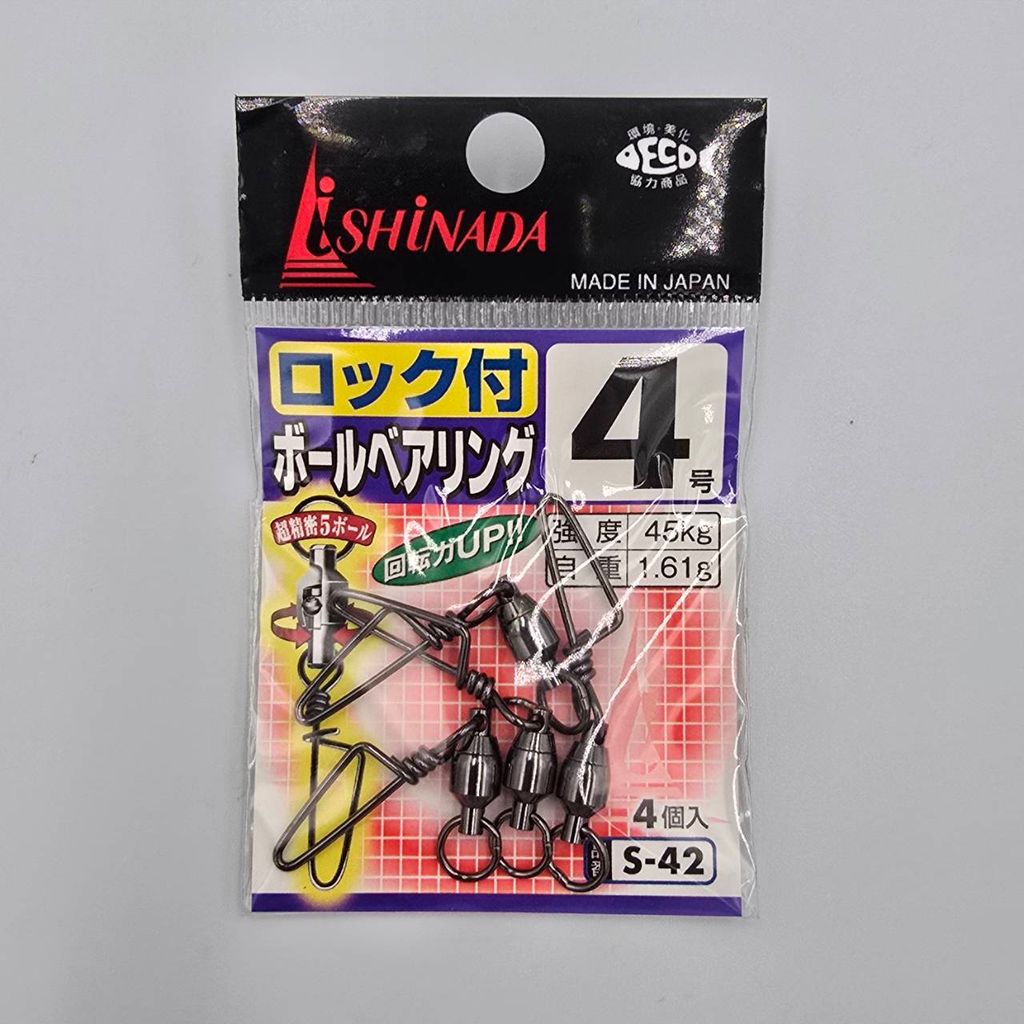 環境・美化
DECOS
協力商品
iSHiNADA
MADE IN JAPAN
ロック付
ボールベアリング
4号
超精密5ボール
回転力UP!!
強度 45kg
自重 1.61g
4個入
S-42